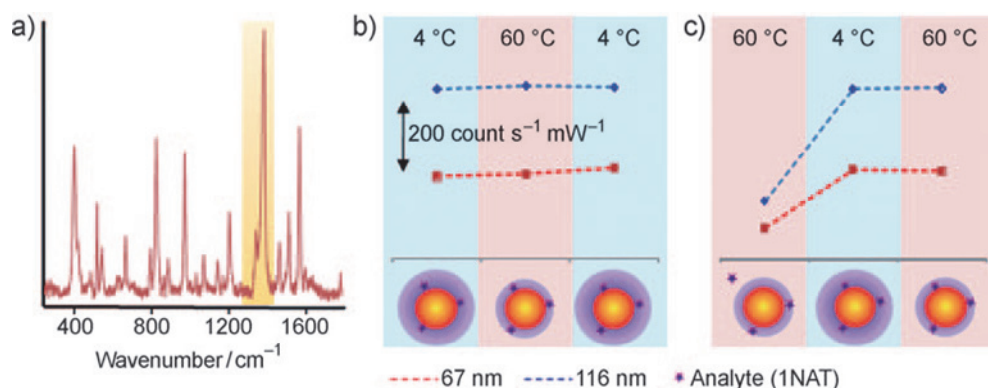 a)
400 800 1200 1600
Wavenumber / cm⁻¹
b)
4 °C 60 °C 4 °C
200 count s⁻¹ mW⁻¹
c)
60 °C 4 °C 60 °C
67 nm 116 nm Analyte (1NAT)